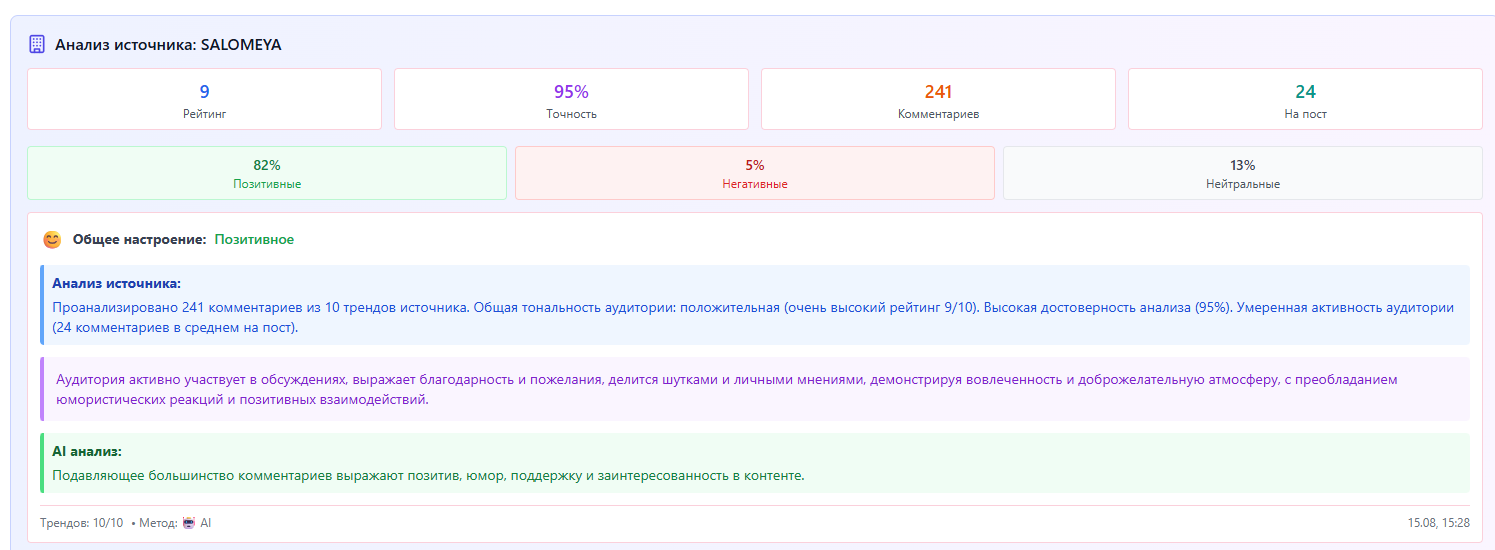 Анализ источника: SALOMEYA
9
Рейтинг
95%
Точность
241
Комментариев
24
На пост
82%
Позитивные
5%
Негативные
13%
Нейтральные
Общее настроение: Позитивное
Анализ источника:
Проанализировано 241 комментариев из 10 трендов источника. Общая тональность аудитории: положительная (очень высокий рейтинг 9/10). Высокая достоверность анализа (95%). Умеренная активность аудитории
(24 комментариев в среднем на пост).
Аудитория активно участвует в обсуждениях, выражает благодарность и пожелания, делится шутками и личными мнениями, демонстрируя вовлеченность и доброжелательную атмосферу, с преобладанием
юмористических реакций и позитивных взаимодействий.
AI анализ:
Подавляющее большинство комментариев выражают позитив, юмор, поддержку и заинтересованность в контенте.
Трендов: 10/10 • Метод: AI
15.08, 15:28